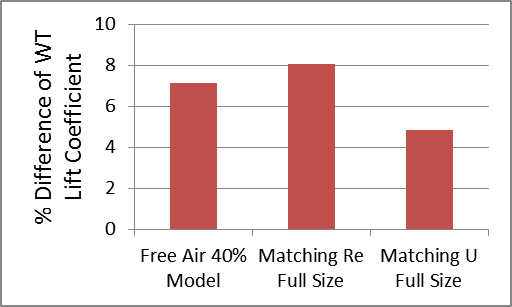 % Difference of WT
Lift Coefficient
10
8
6
4
2
0
Free Air 40%
Model
Matching Re
Full Size
Matching U
Full Size